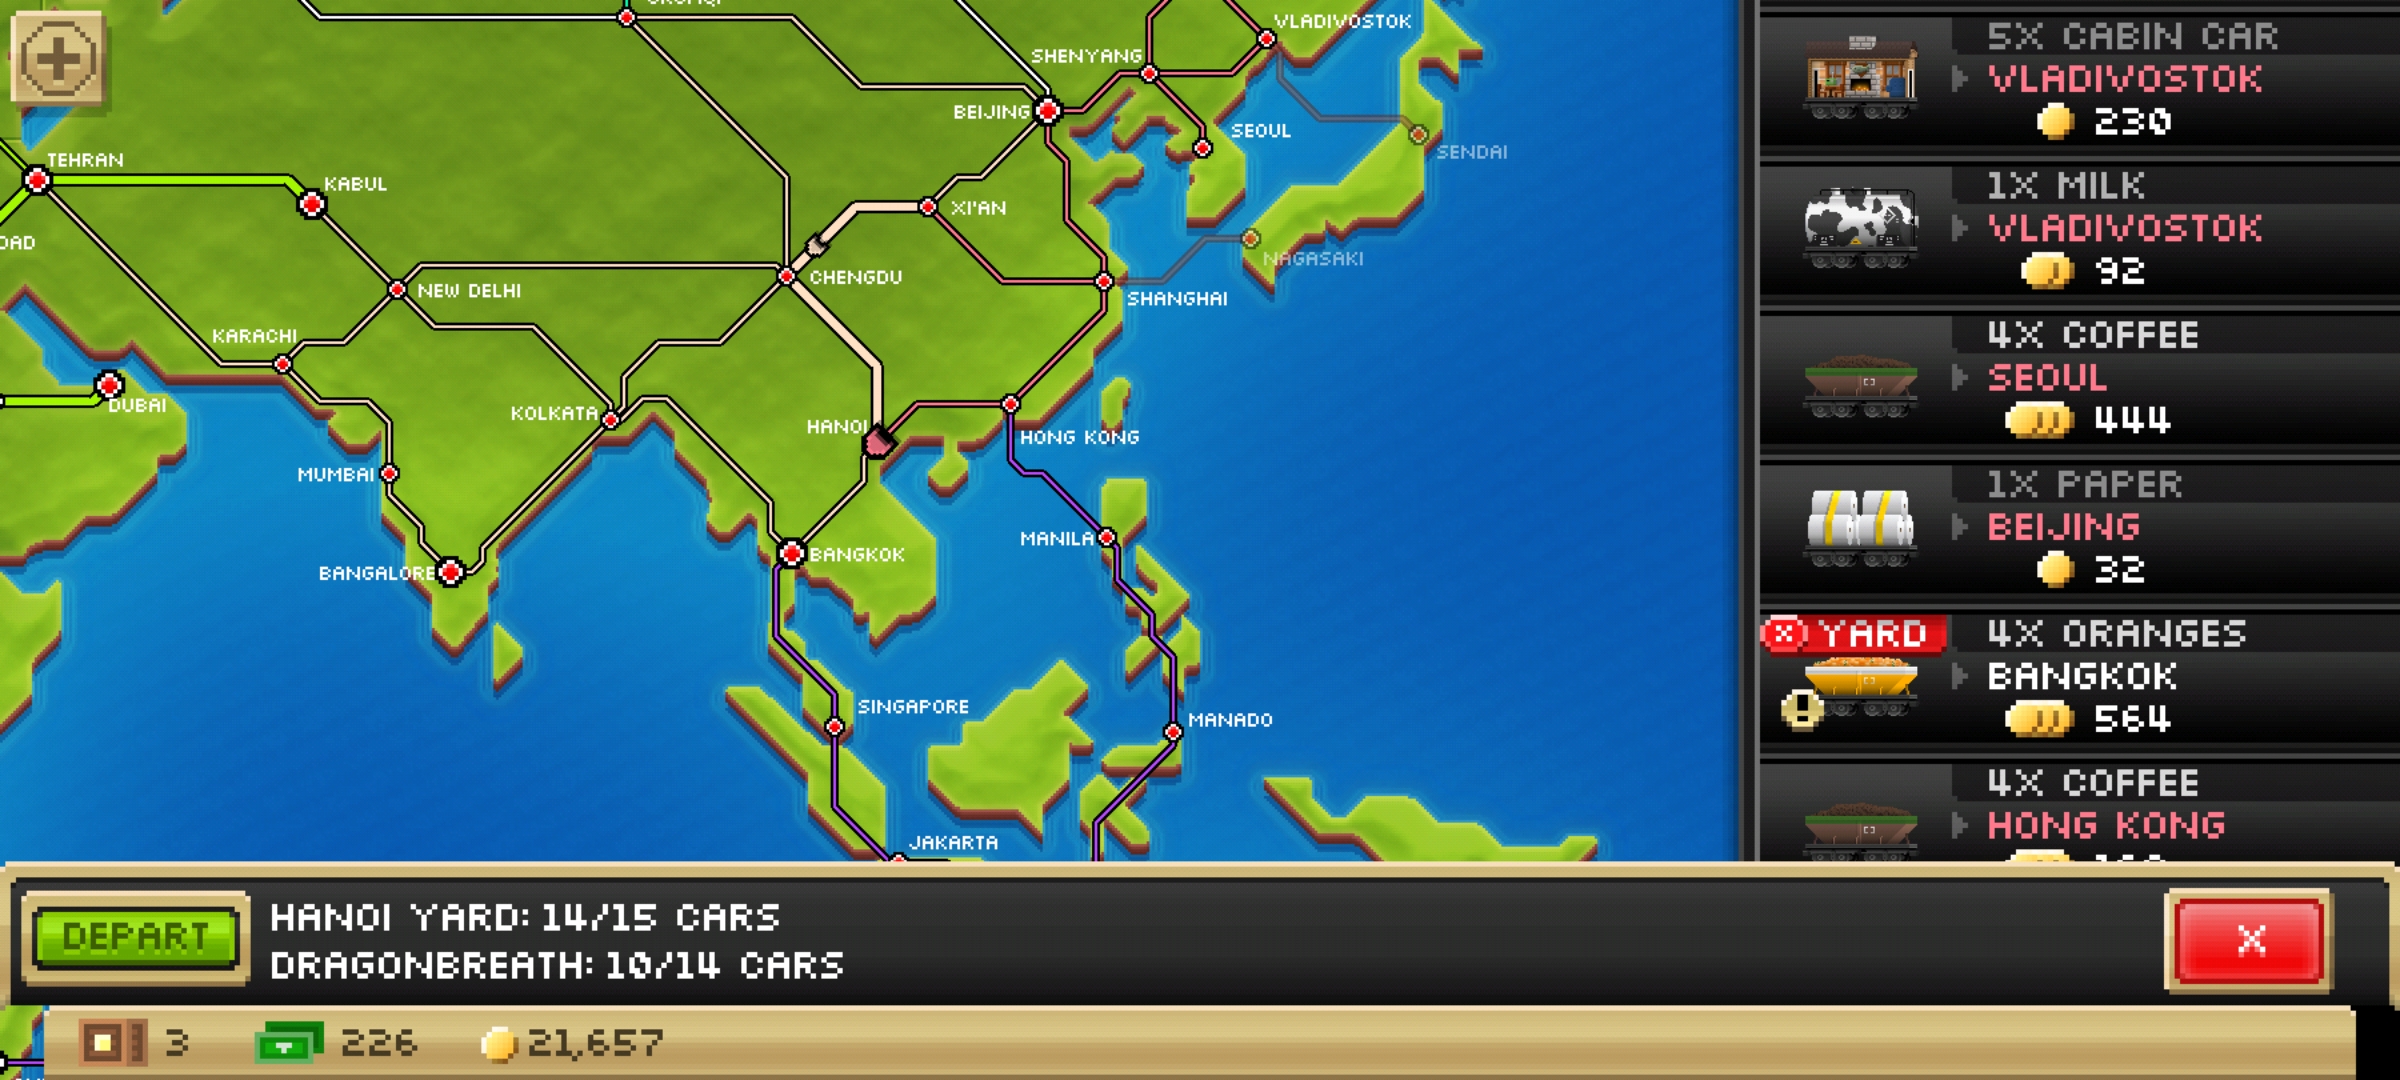 VLADIVOSTOK
SHENYANG
BEIJING
SEOUL
SENDAI
TEHRAN
KABUL
XI'AN
NAGASAKI
CHENGDU
NEW DELHI
SHANGHAI
KARACHI
DUBAI
KOLKATA
HANOI
HONG KONG
MUMBAI
MANILA
BANGKOK
BANGALORE
SINGAPORE
MANADO
JAKARTA
5X CABIN CAR
VLADIVOSTOK
230
1X MILK
VLADIVOSTOK
92
4X COFFEE
SEOUL
444
1X PAPER
BEIJING
32
YARD
4X ORANGES
BANGKOK
564
4X COFFEE
HONG KONG
DEPART
HANOI YARD: 14/15 CARS
DRAGONBREATH: 10/14 CARS
X
3
226
21,657